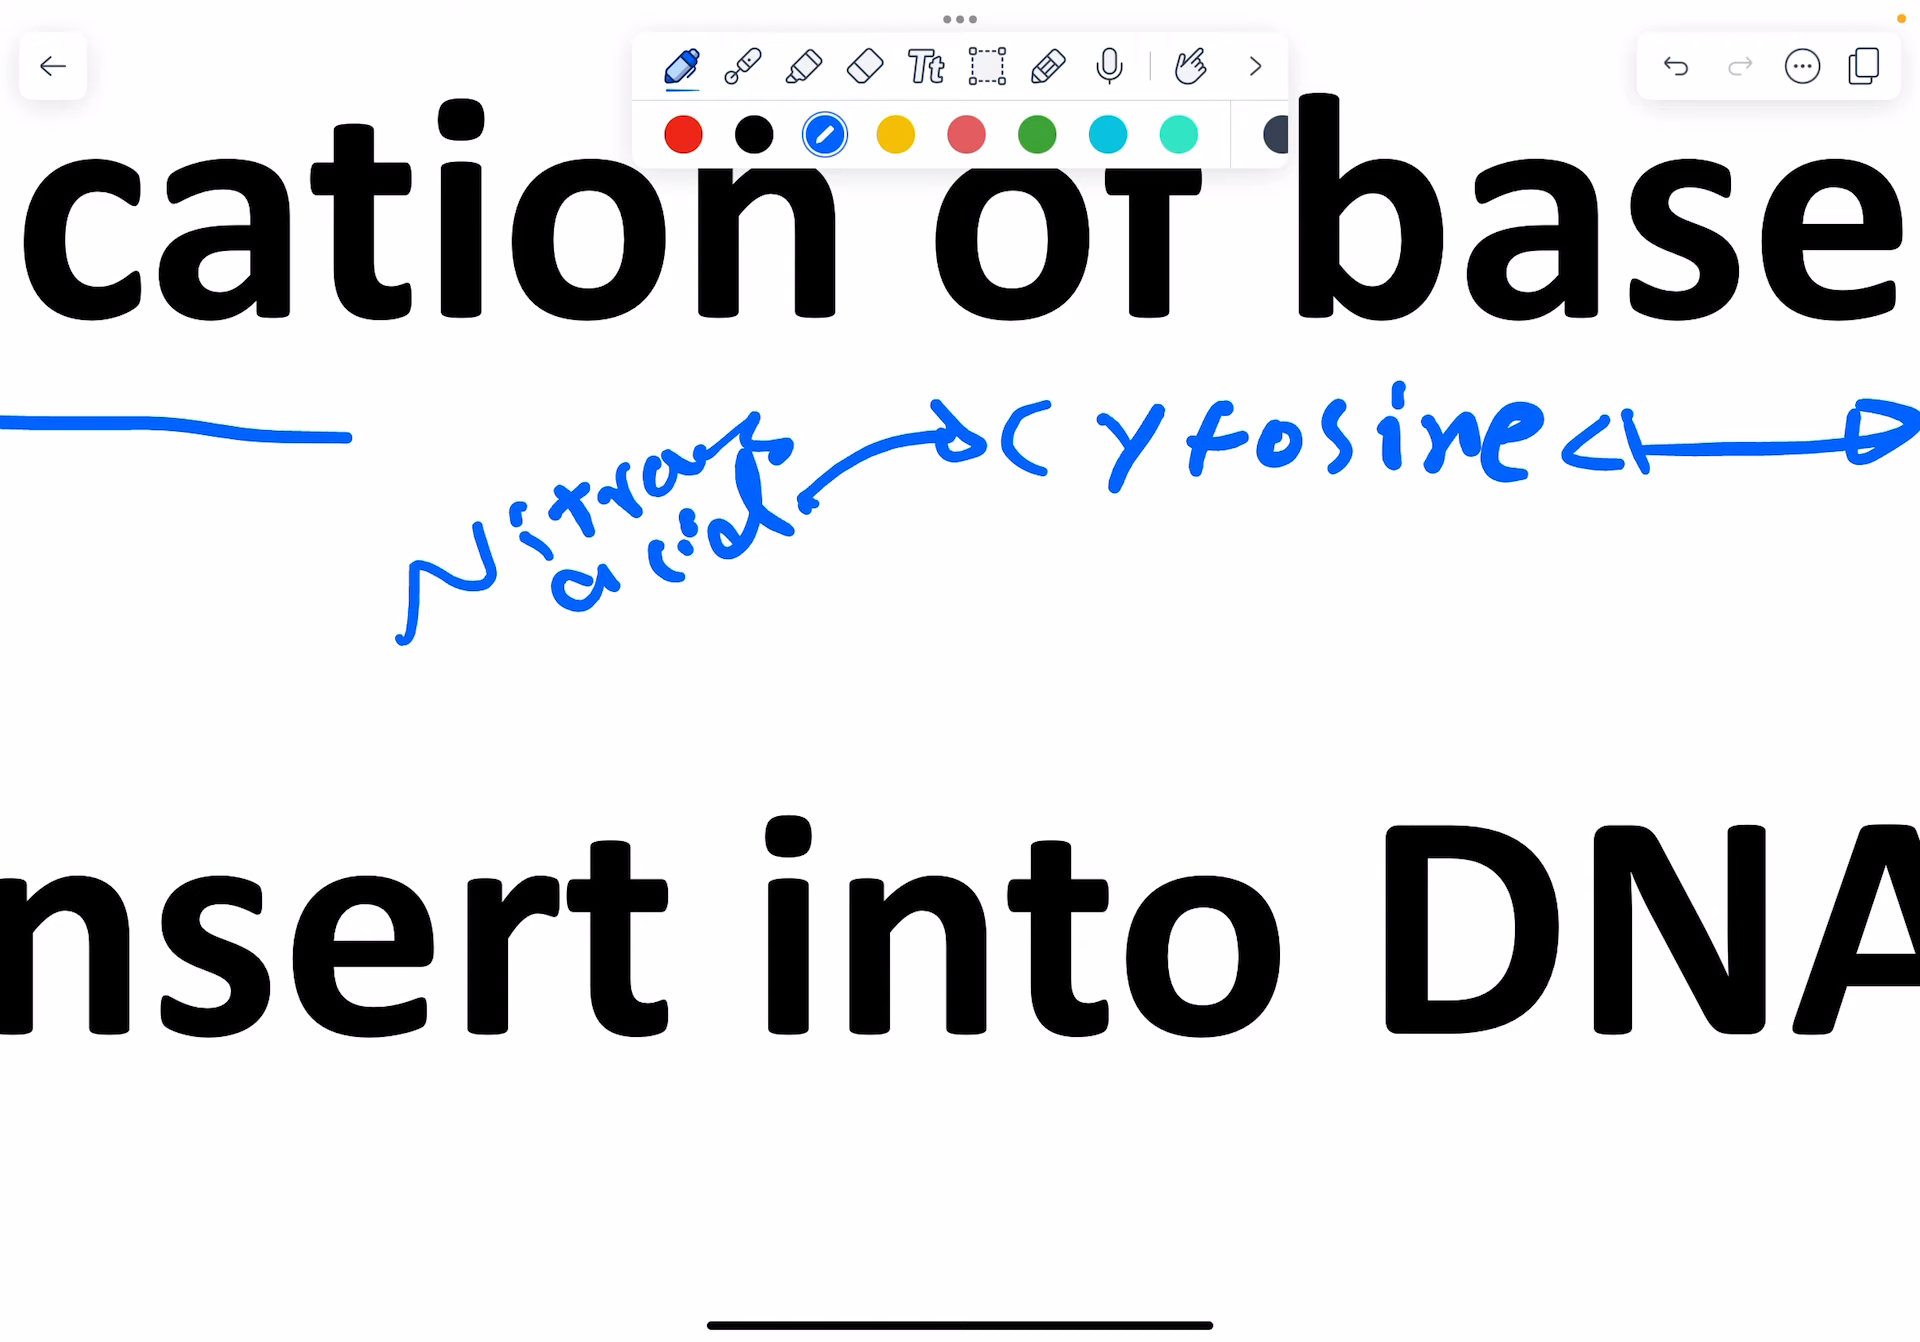 cation of base
Nitrous acid
Cytosine
nsert into DNA